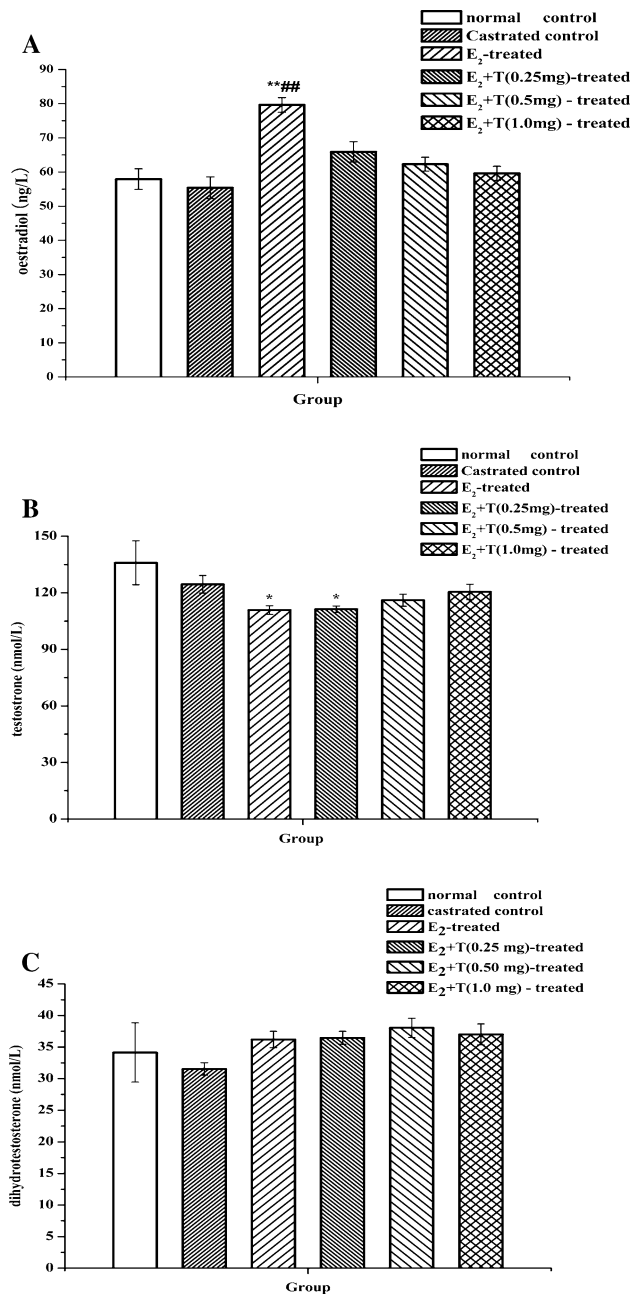 A
normal control
Castrated control
E2-treated
E2+T(0.25mg)-treated
E2+T(0.5mg) - treated
E2+T(1.0mg) - treated
90
80
70
60
50
40
30
20
10
0
**##
oestradiol (ng/L)
Group
B
normal control
Castrated control
E2-treated
E2+T(0.25mg)-treated
E2+T(0.5mg) - treated
E2+T(1.0mg) - treated
150
120
90
60
30
0
*
*
testostrone (nmol/L)
Group
C
normal control
castrated control
E2-treated
E2+T(0.25 mg)-treated
E2+T(0.50 mg)-treated
E2+T(1.0 mg) - treated
45
40
35
30
25
20
15
10
5
0
dihydrotestosterone (nmol/L)
Group